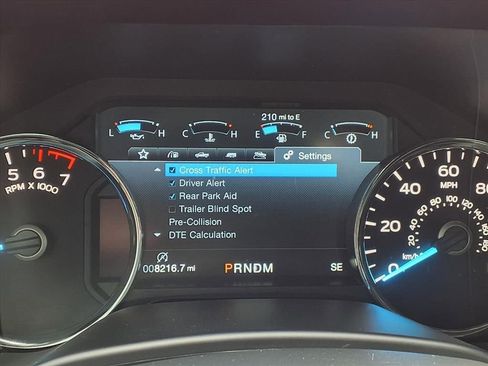 210 mi to E
L H C H E F C H
Settings
Cross Traffic Alert
Driver Alert
Rear Park Aid
Trailer Blind Spot
Pre-Collision
DTE Calculation
008216.7 mi PRNDM SE
5 6 7
RPM X 1000
0 20 40 60 80
MPH
km/h